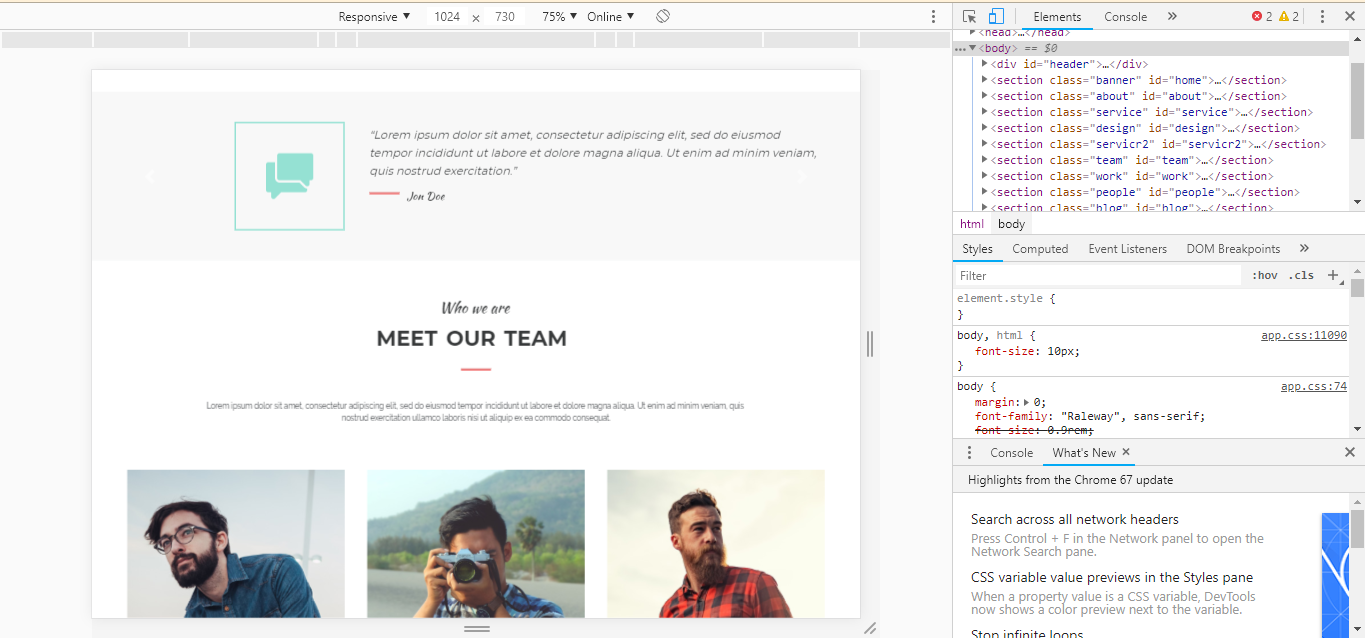 Responsive ▼ 1024 × 730 75% ▼ Online ▼
Elements Console » 2 2
"Lorem ipsum dolor sit amet, consectetur adipiscing elit, sed do eiusmod
tempor incididunt ut labore et dolore magna aliqua. Ut enim ad minim veniam,
quis nostrud exercitation."
Jon Doe
Who we are
MEET OUR TEAM
Lorem ipsum dolor sit amet, consectetur adipiscing elit, sed do eiusmod tempor incididunt ut labore et dolore magna aliqua. Ut enim ad minim veniam, quis
nostrud exercitation ullamco laboris nisi ut aliquip ex ea commodo consequat.
▶<head>…</head>
…▼<body> == $0
▶<div id="header">…</div>
▶<section class="banner" id="home">…</section>
▶<section class="about" id="about">…</section>
▶<section class="service" id="service">…</section>
▶<section class="design" id="design">…</section>
▶<section class="servicr2" id="servicr2">…</section>
▶<section class="team" id="team">…</section>
▶<section class="work" id="work">…</section>
▶<section class="people" id="people">…</section>
▶<section class="blog" id="blog">…</section>
html body
Styles Computed Event Listeners DOM Breakpoints »
Filter :hov .cls +
element.style {
}
body, html { app.css:11090
font-size: 10px;
}
body { app.css:74
margin:▶ 0;
font-family: "Raleway", sans-serif;
font-size: 0.9rem;
Console What's New ×
Highlights from the Chrome 67 update
Search across all network headers
Press Control + F in the Network panel to open the
Network Search pane.
CSS variable value previews in the Styles pane
When a property value is a CSS variable, DevTools
now shows a color preview next to the variable.
Stop infinite loops